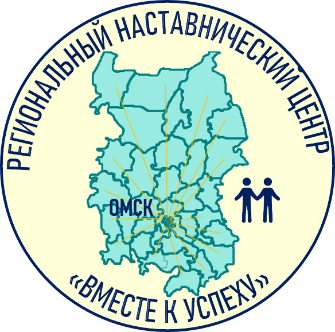 РЕГИОНАЛЬНЫЙ НАСТАВНИЧЕСКИЙ ЦЕНТР
ОМСК
«ВМЕСТЕ К УСПЕХУ»